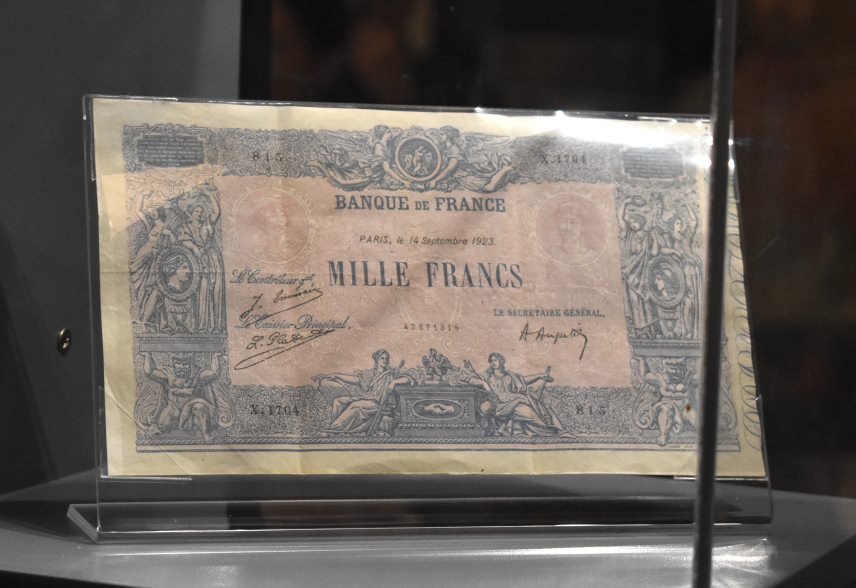 815
X.1704
BANQUE DE FRANCE
PARIS, le 14 Septembre 1923.
MILLE FRANCS
Le Contrôleur gal
Le Caissier Principal.
LE SECRÉTAIRE GÉNÉRAL,
42571815
X.1704
815